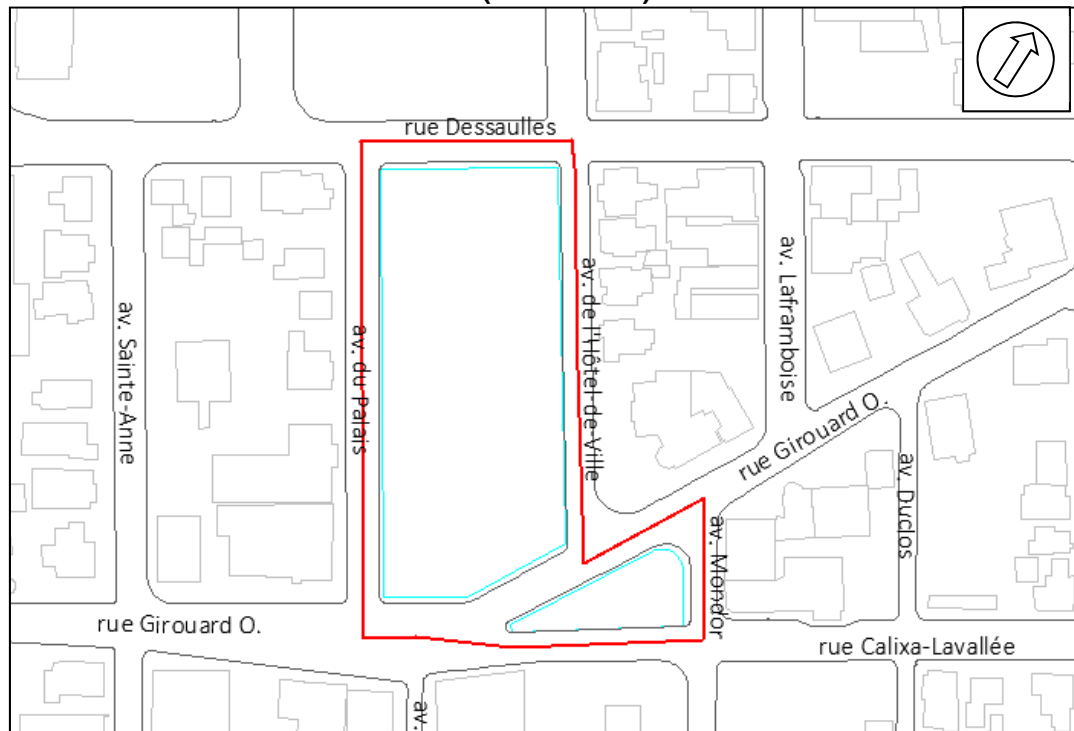 rue Dessaulles
av. Sainte-Anne
av. du Palais
av. de l'Hôtel-de-Ville
av. Laframboise
rue Girouard O.
av. Duclos
av. Mondor
rue Girouard O.
rue Calixa-Lavallée
av.